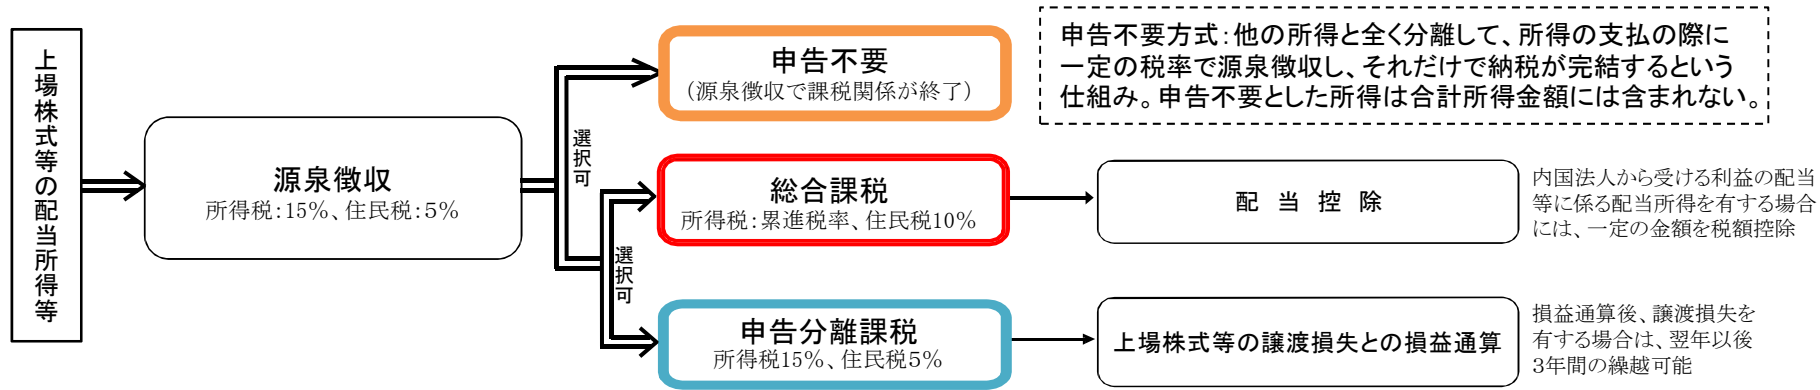 上場株式等の配当所得等
源泉徴収
所得税：15％、住民税：５％
選択可
選択可
申告不要
（源泉徴収で課税関係が終了）
申告不要方式：他の所得と全く分離して、所得の支払の際に
一定の税率で源泉徴収し、それだけで納税が完結するという
仕組み。申告不要とした所得は合計所得金額には含まれない。
総合課税
所得税：累進税率、住民税10％
配 当 控 除
内国法人から受ける利益の配当
等に係る配当所得を有する場合
には、一定の金額を税額控除
申告分離課税
所得税15％、住民税5％
上場株式等の譲渡損失との損益通算
損益通算後、譲渡損失を
有する場合は、翌年以後
３年間の繰越可能